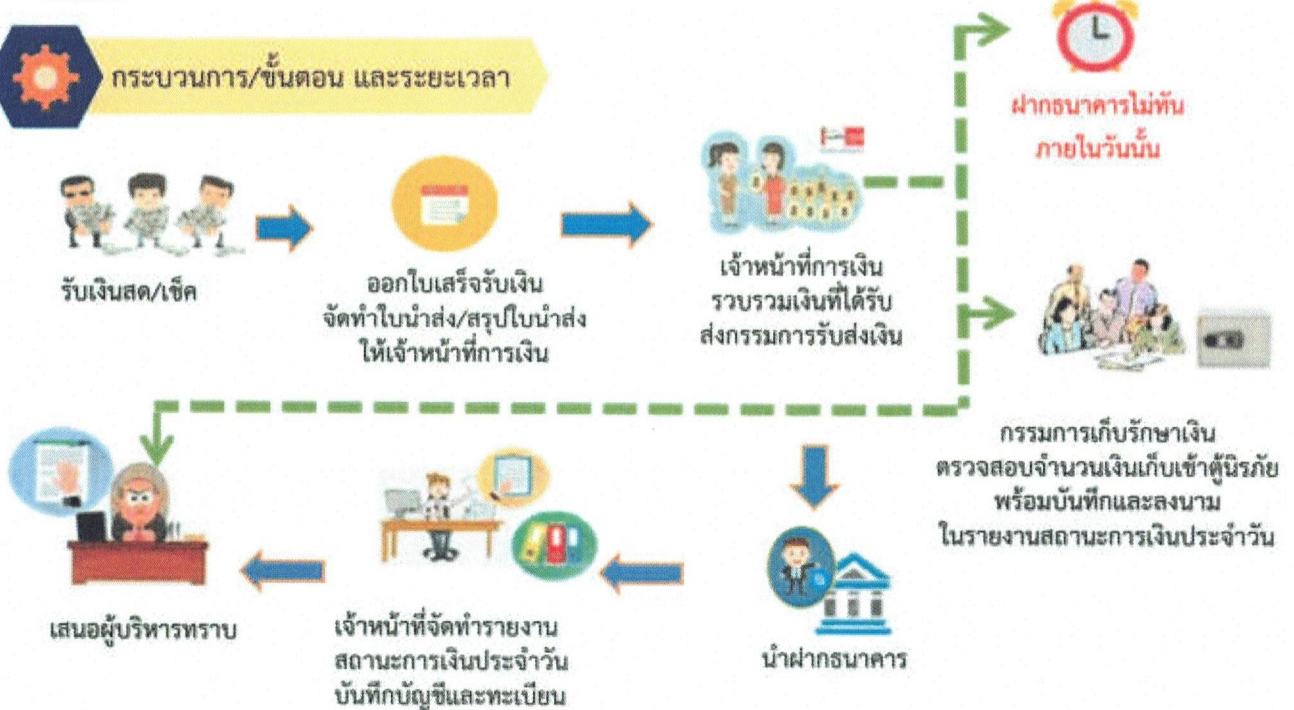 กระบวนการ/ขั้นตอน และระยะเวลา
รับเงินสด/เช็ค
ออกใบเสร็จรับเงิน
จัดทำใบนำส่ง/สรุปใบนำส่ง
ให้เจ้าหน้าที่การเงิน
เจ้าหน้าที่การเงิน
รวบรวมเงินที่ได้รับ
ส่งกรรมการรับส่งเงิน
ฝากธนาคารไม่ทัน
ภายในวันนั้น
กรรมการเก็บรักษาเงิน
ตรวจสอบจำนวนเงินเก็บเข้าตู้นิรภัย
พร้อมบันทึกและลงนาม
ในรายงานสถานะการเงินประจำวัน
นำฝากธนาคาร
เจ้าหน้าที่จัดทำรายงาน
สถานะการเงินประจำวัน
บันทึกบัญชีและทะเบียน
เสนอผู้บริหารทราบ